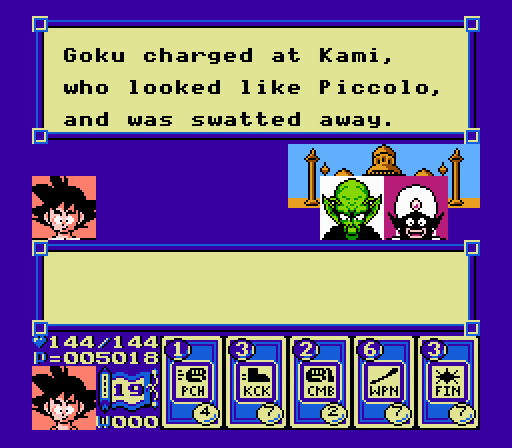 Goku charged at Kami,
who looked like Piccolo,
and was swatted away.
144/144
P=005018
19
W000
1 3 2 6 3
PCH KCK CMB WPN FIN
4 7 2 7 7